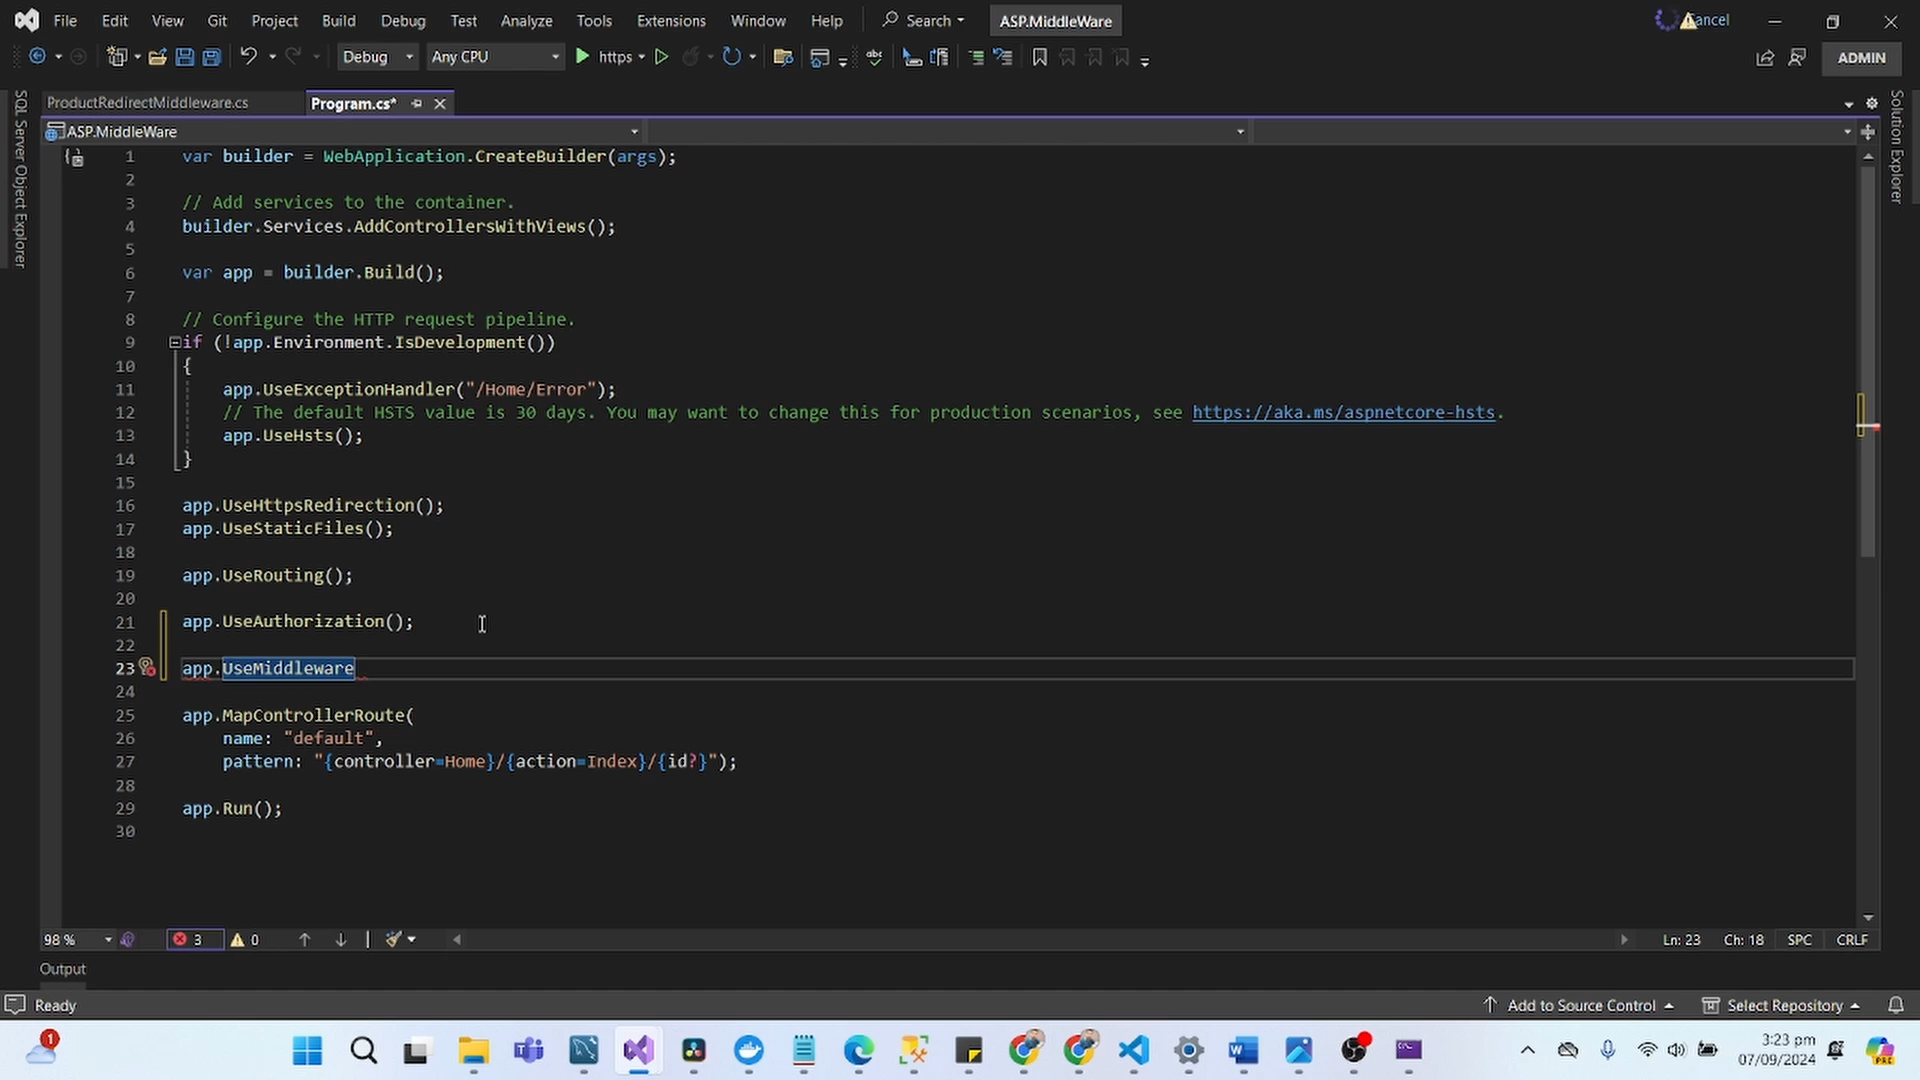 File Edit View Git Project Build Debug Test Analyze Tools Extensions Window Help Search ASP.MiddleWare
Debug Any CPU https ADMIN
ProductRedirectMiddleware.cs Program.cs*
ASP.MiddleWare
SQL Server Object Explorer
Solution Explorer
1 var builder = WebApplication.CreateBuilder(args);
2
3 // Add services to the container.
4 builder.Services.AddControllersWithViews();
5
6 var app = builder.Build();
7
8 // Configure the HTTP request pipeline.
9 if (!app.Environment.IsDevelopment())
10 {
11 app.UseExceptionHandler("/Home/Error");
12 // The default HSTS value is 30 days. You may want to change this for production scenarios, see https://aka.ms/aspnetcore-hsts.
13 app.UseHsts();
14 }
15
16 app.UseHttpsRedirection();
17 app.UseStaticFiles();
18
19 app.UseRouting();
20
21 app.UseAuthorization();
22
23 app.UseMiddleware
24
25 app.MapControllerRoute(
26 name: "default",
27 pattern: "{controller=Home}/{action=Index}/{id?}");
28
29 app.Run();
30
98 % 3 0 Ln: 23 Ch: 18 SPC CRLF
Output
Ready Add to Source Control Select Repository
1 3:23 pm
07/09/2024